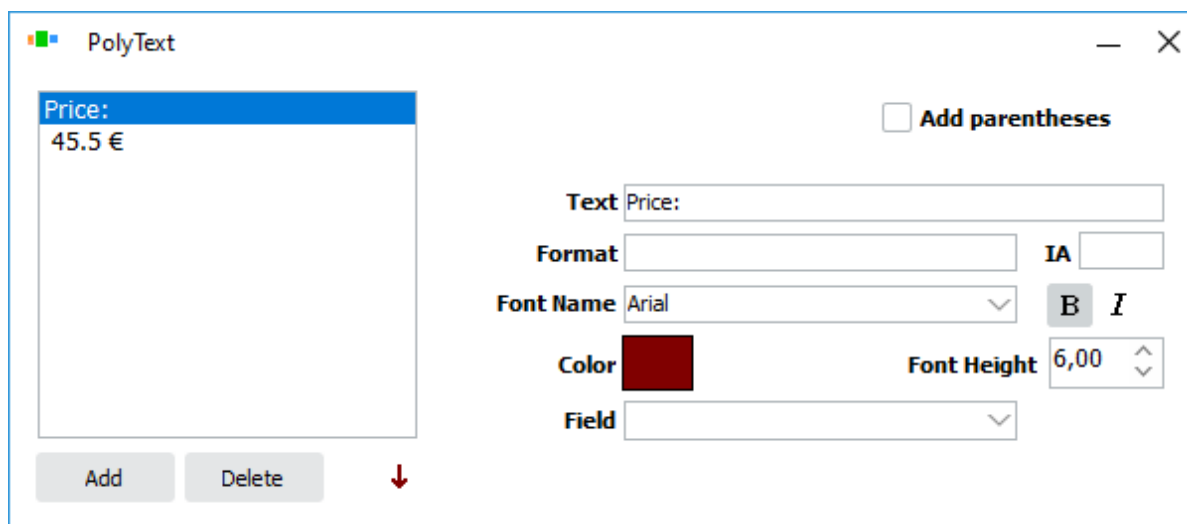 PolyText
Price:
45.5 €
Add parentheses
Text Price:
Format IA
Font Name Arial B I
Color Font Height 6,00
Field
Add Delete